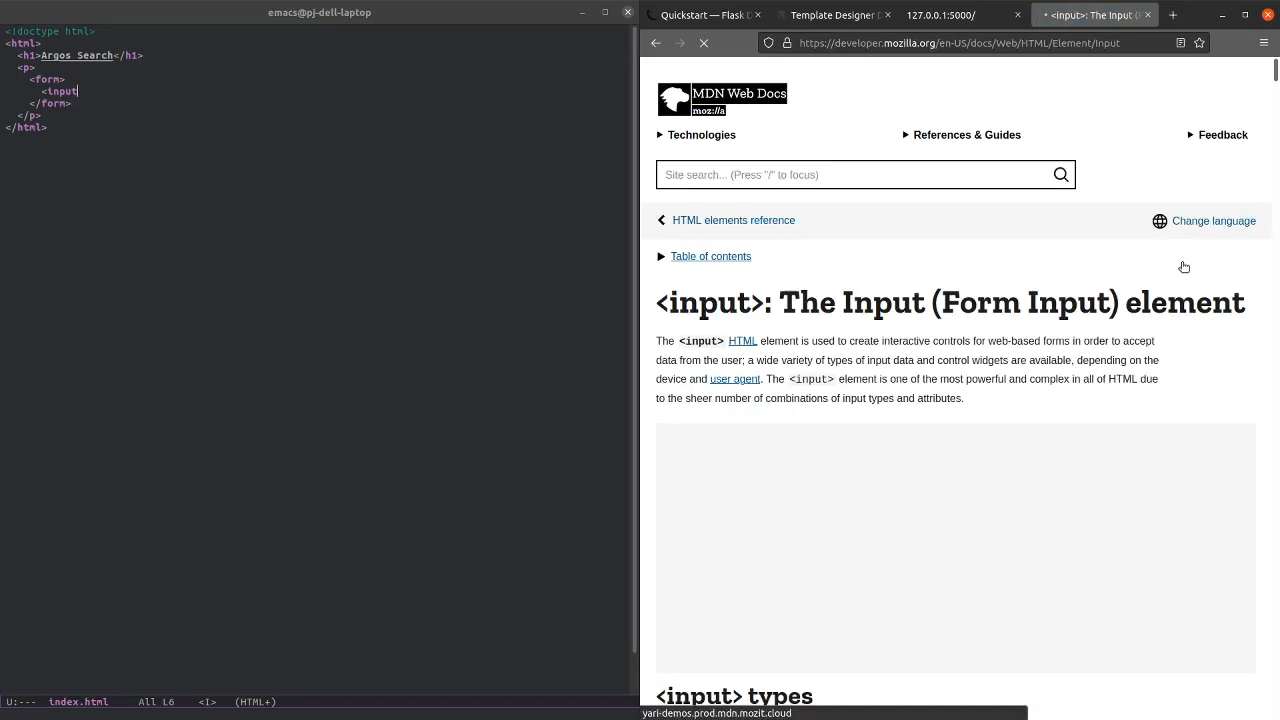 emacs@pj-dell-laptop
<!doctype html>
<html>
<h1>Argos Search</h1>
<p>
<form>
<input
</form>
</p>
</html>
U:--- index.html All L6 <I> (HTML+)
Quickstart — Flask D
Template Designer D
127.0.0.1:5000/
<input>: The Input (F
https://developer.mozilla.org/en-US/docs/Web/HTML/Element/Input
MDN Web Docs
moz://a
Technologies
References & Guides
Feedback
Site search... (Press "/" to focus)
HTML elements reference
Change language
Table of contents
<input>: The Input (Form Input) element
The <input> HTML element is used to create interactive controls for web-based forms in order to accept
data from the user; a wide variety of types of input data and control widgets are available, depending on the
device and user agent. The <input> element is one of the most powerful and complex in all of HTML due
to the sheer number of combinations of input types and attributes.
<input> types
yari-demos.prod.mdn.mozit.cloud